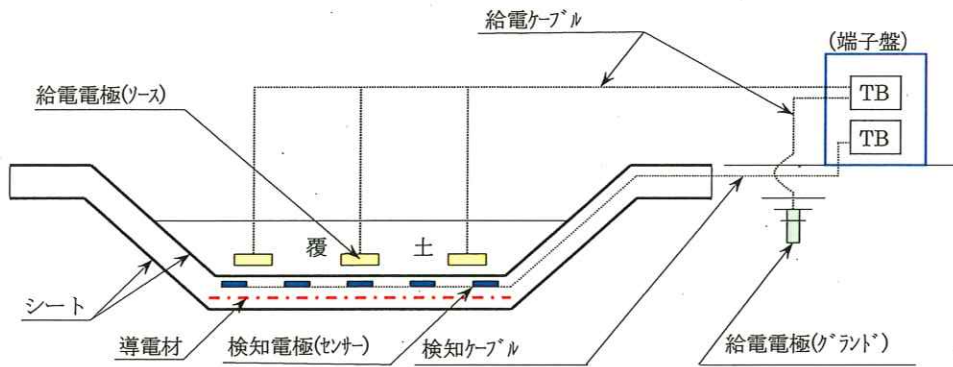 給電ケーブル
(端子盤)
給電電極(ソース)
TB
TB
覆 土
シート
導電材
検知電極(センサー)
検知ケーブル
給電電極(グランド)